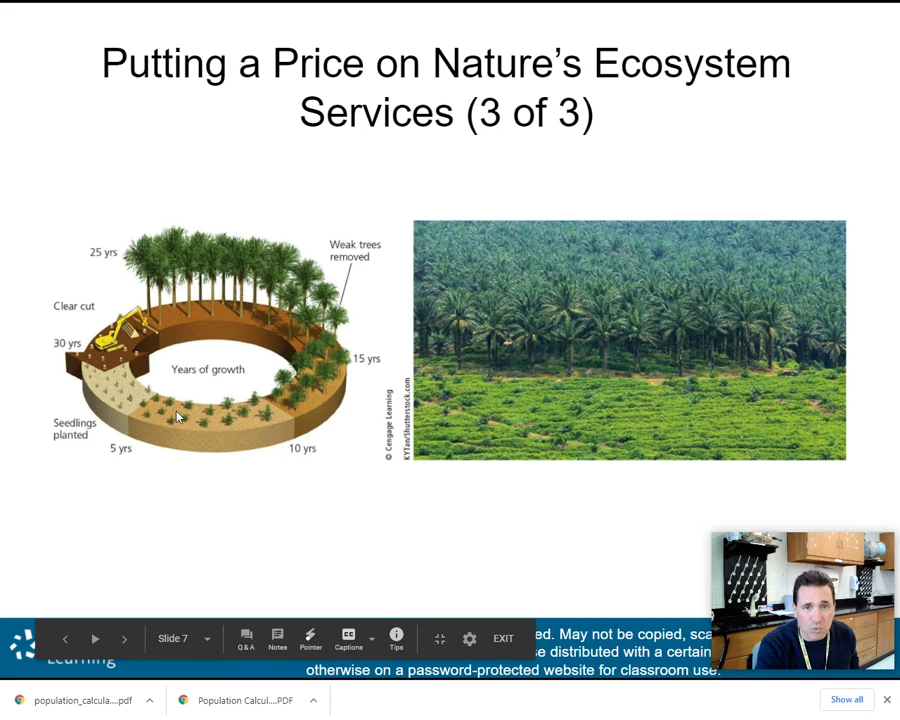 Putting a Price on Nature’s Ecosystem
Services (3 of 3)
25 yrs
Weak trees
removed
Clear cut
30 yrs
15 yrs
Years of growth
Seedlings
planted
5 yrs
10 yrs
© Cengage Learning
KYTan/Shutterstock.com
Slide 7
Q & A
Notes
Pointer
Captions
Tips
EXIT
CC
ed. May not be copied, sca
se distributed with a certain
Learning
otherwise on a password-protected website for classroom use.
population_calcula....pdf
Population Calcul....PDF
Show all